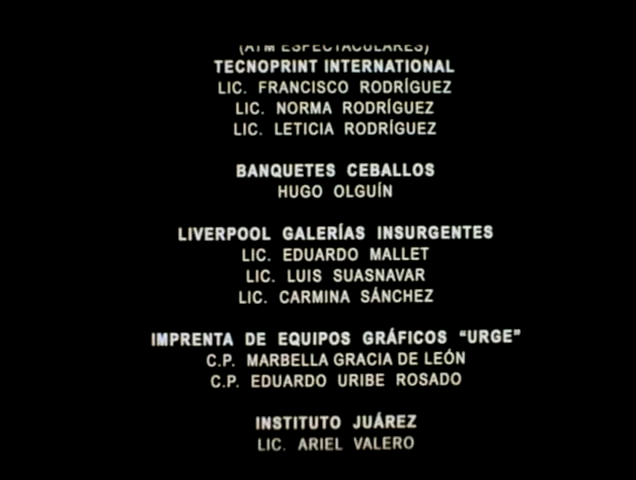 (ATM ESPECTACULARES)
TECNOPRINT INTERNATIONAL
LIC. FRANCISCO RODRÍGUEZ
LIC. NORMA RODRÍGUEZ
LIC. LETICIA RODRÍGUEZ
BANQUETES CEBALLOS
HUGO OLGUÍN
LIVERPOOL GALERÍAS INSURGENTES
LIC. EDUARDO MALLET
LIC. LUIS SUASNAVAR
LIC. CARMINA SÁNCHEZ
IMPRENTA DE EQUIPOS GRÁFICOS “URGE”
C.P. MARBELLA GRACIA DE LEÓN
C.P. EDUARDO URIBE ROSADO
INSTITUTO JUÁREZ
LIC. ARIEL VALERO